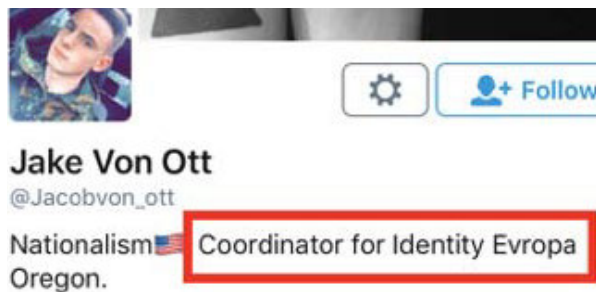 Follow
Jake Von Ott
@Jacobvon_ott
Nationalism🇺🇸 Coordinator for Identity Evropa
Oregon.